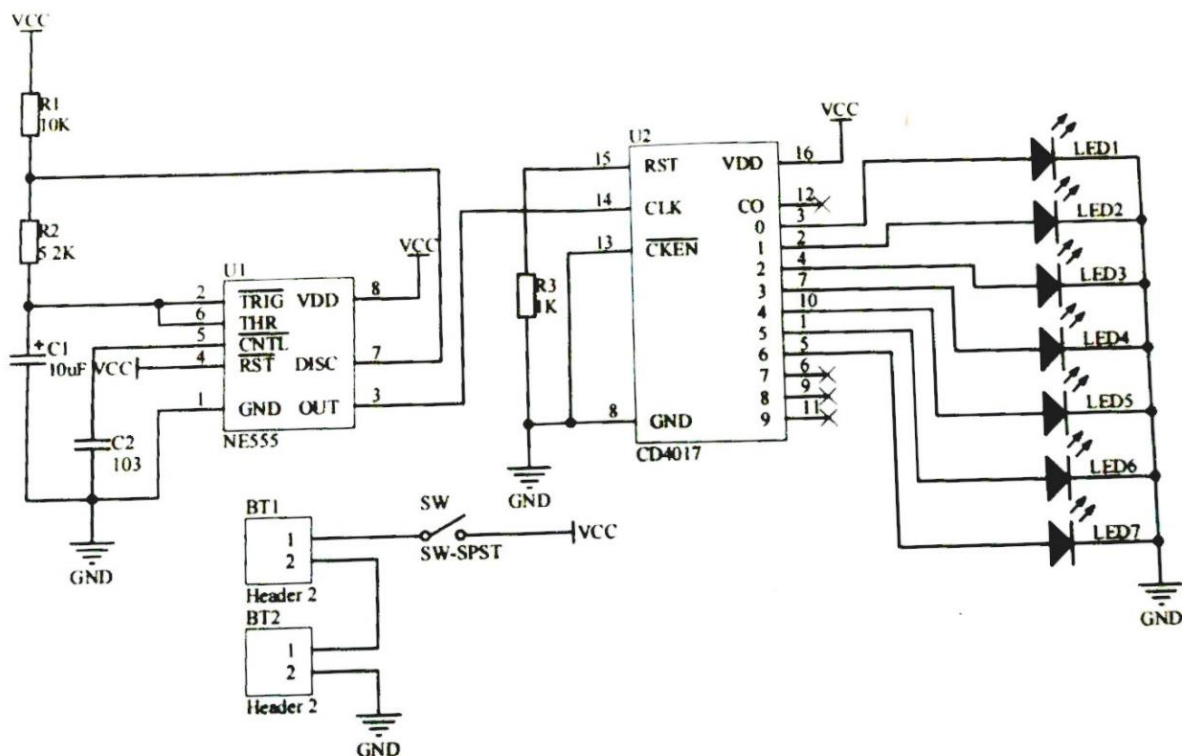 VCC
R1
10K
R2
5.2K
C1
10uF
VCC
C2
103
GND
U1
2 TRIG VDD 8
6 THR
5 CNTL
4 RST DISC 7
1 GND OUT 3
NE555
VCC
U2
15 RST VDD 16
14 CLK CO 12
0 3
13 CKEN 1 2
2 4
3 7
4 10
5 1
6 5
7 6
8 9
8 GND 9 11
CD4017
VCC
R3
1K
GND
LED1
LED2
LED3
LED4
LED5
LED6
LED7
GND
BT1
1
2
Header 2
SW
SW-SPST
VCC
BT2
1
2
Header 2
GND